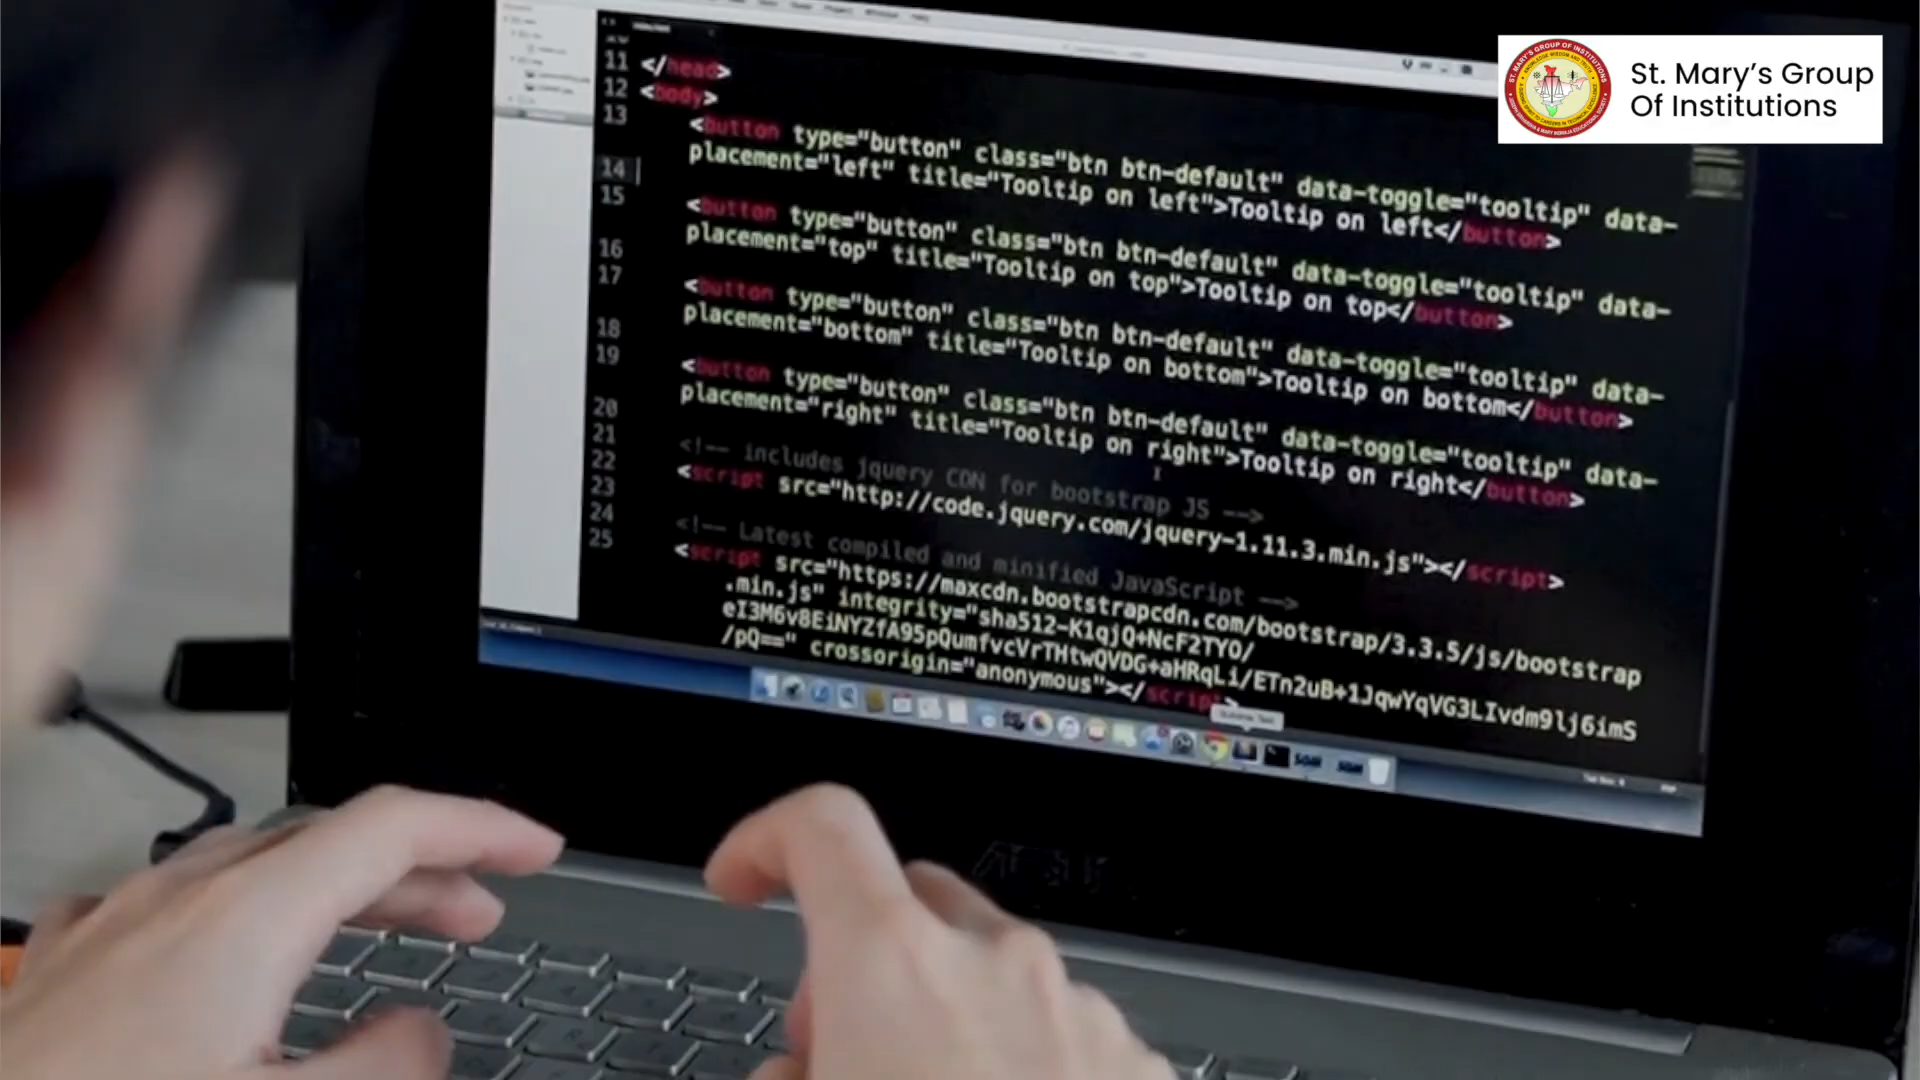 St. Mary's Group
Of Institutions
11 </head>
12 <body>
13
<button type="button" class="btn btn-default" data-toggle="tooltip" data-
placement="left" title="Tooltip on left">Tooltip on left</button>
14
15
<button type="button" class="btn btn-default" data-toggle="tooltip" data-
placement="top" title="Tooltip on top">Tooltip on top</button>
16
17
<button type="button" class="btn btn-default" data-toggle="tooltip" data-
placement="bottom" title="Tooltip on bottom">Tooltip on bottom</button>
18
19
<button type="button" class="btn btn-default" data-toggle="tooltip" data-
placement="right" title="Tooltip on right">Tooltip on right</button>
20
21
22 <!-- includes jquery CDN for bootstrap JS -->
23 <script src="http://code.jquery.com/jquery-1.11.3.min.js"></script>
24 <!-- Latest compiled and minified JavaScript -->
25 <script src="https://maxcdn.bootstrapcdn.com/bootstrap/3.3.5/js/bootstrap
.min.js" integrity="sha512-K1qjQ+NcF2TYO/
eI3M6v8EiNYZfA95pQumfvcVrTHtwQVDG+aHRqLi/ETn2uB+1JqwYqVG3LIvdm9lj6imS
/pQ==" crossorigin="anonymous"></script>